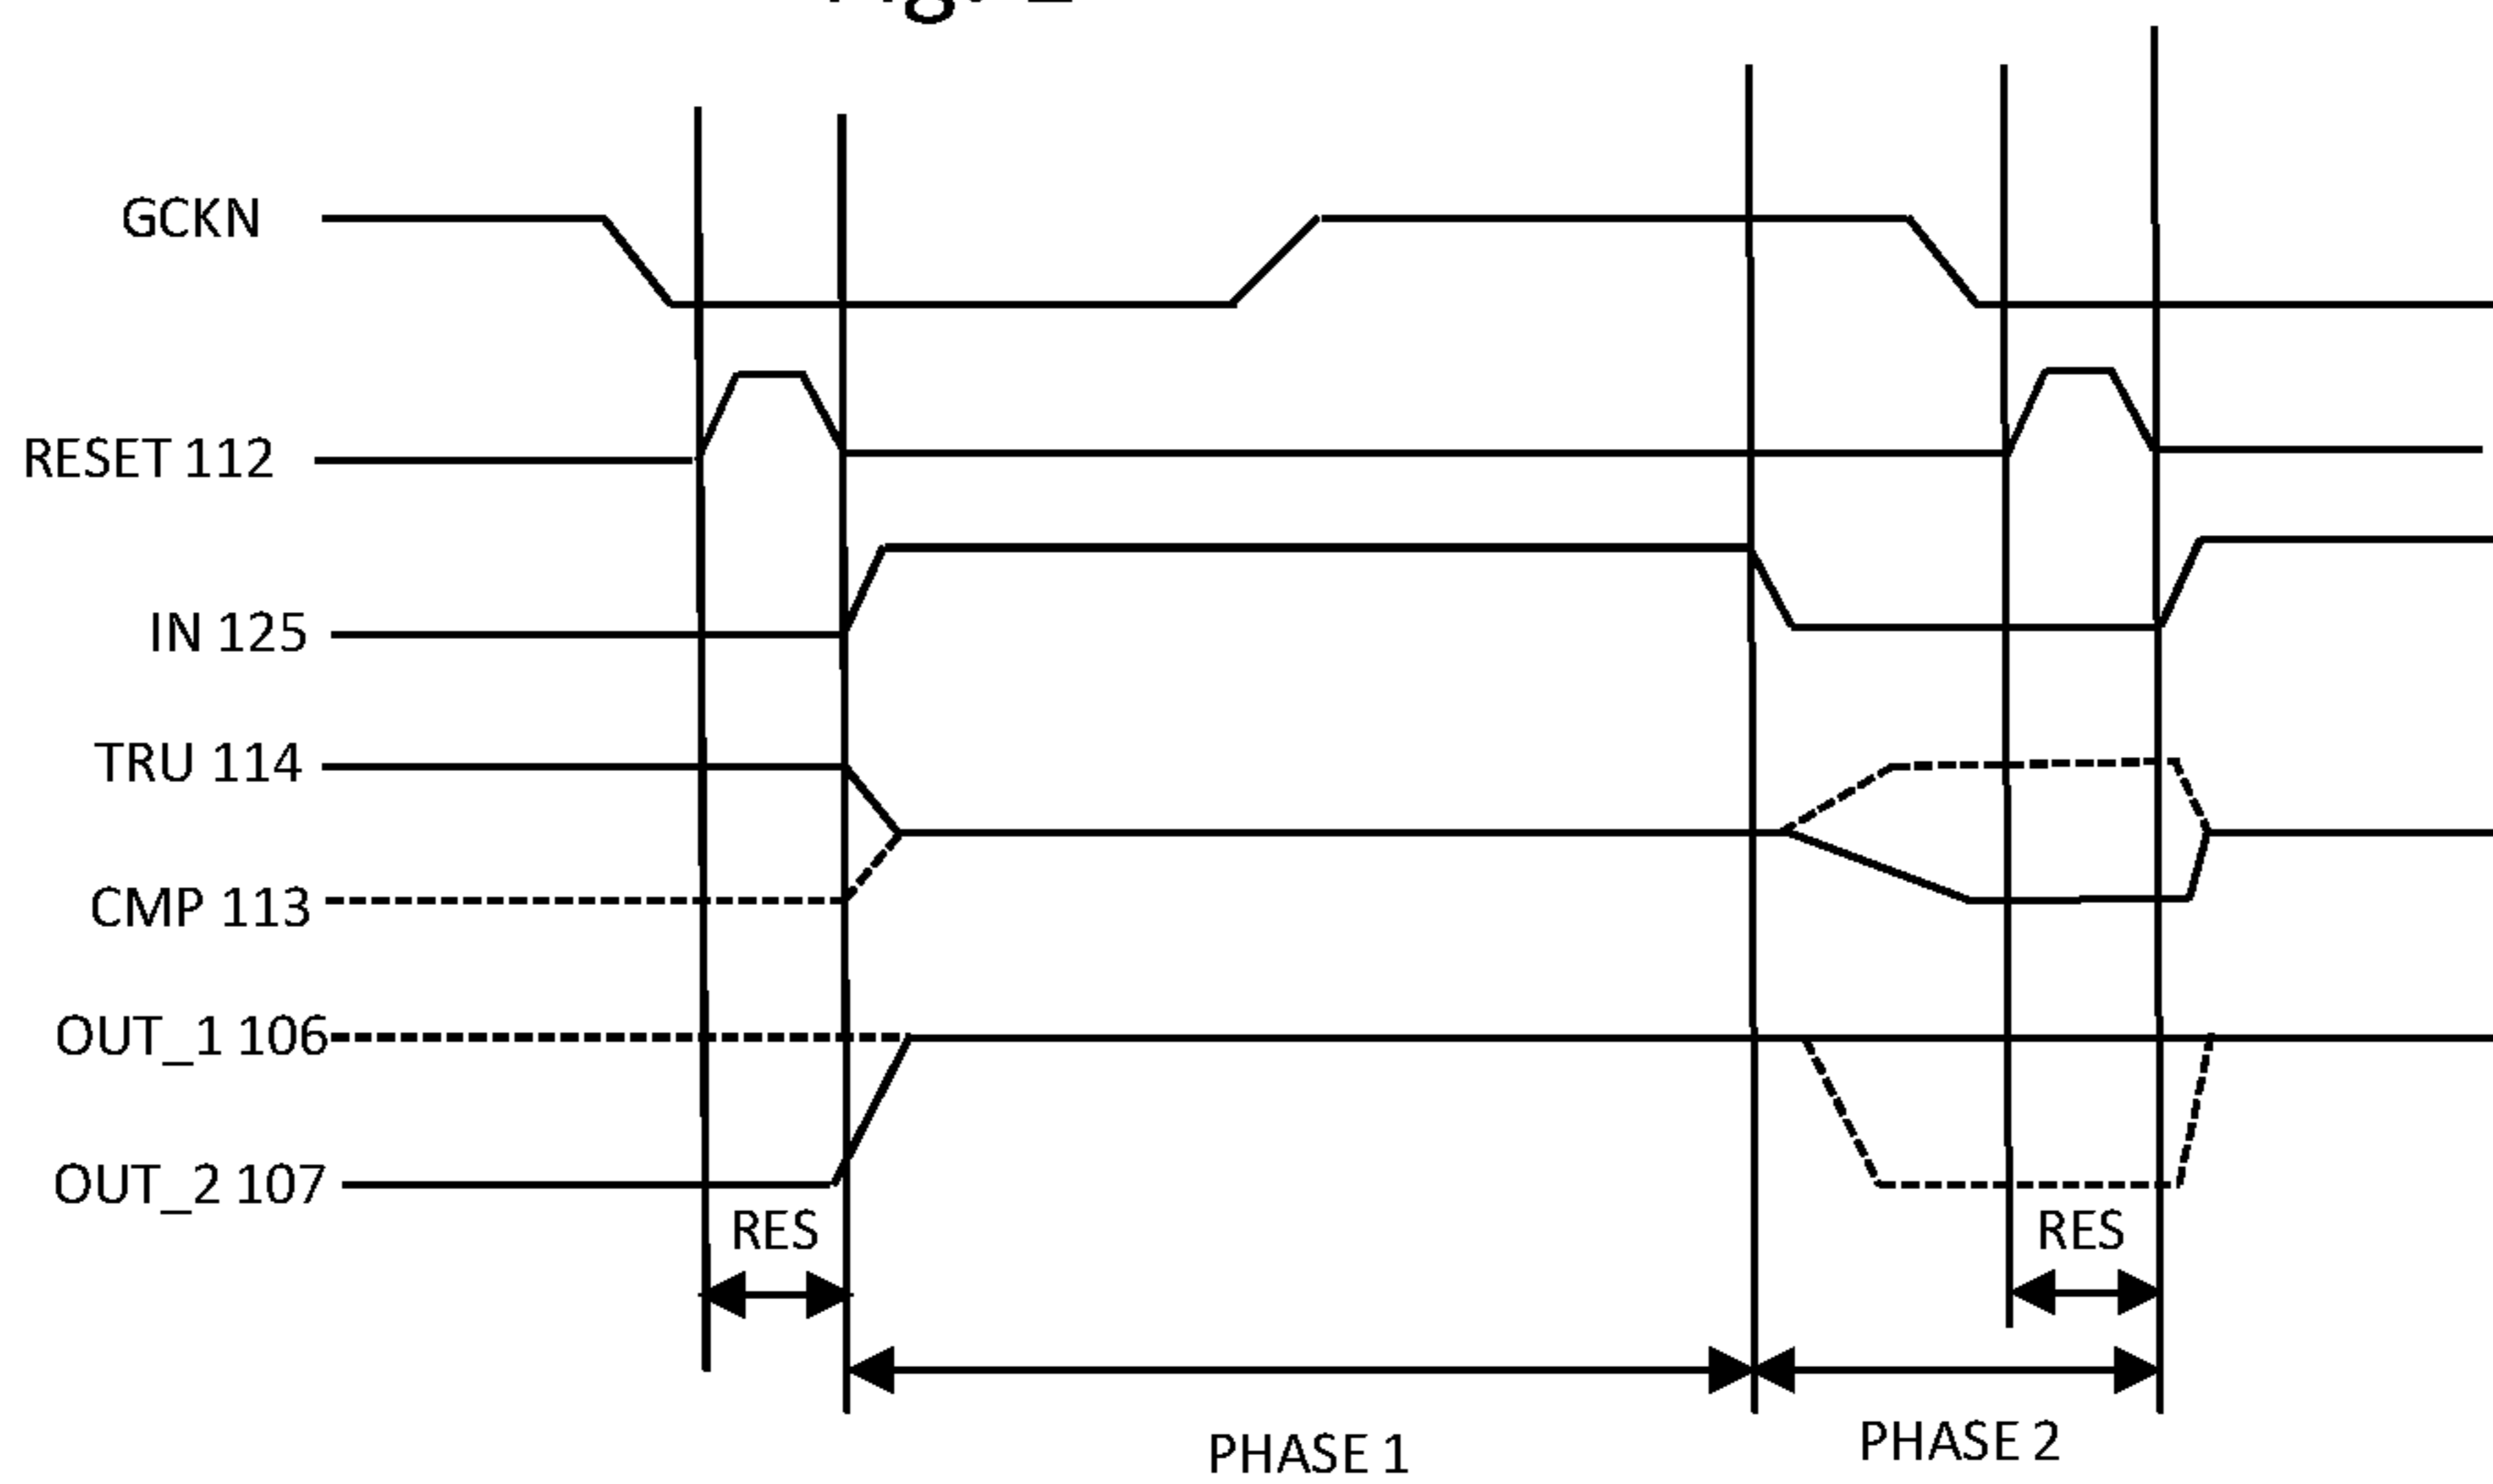 GCKN
RESET 112
IN 125
TRU 114
CMP 113
OUT_1 106
OUT_2 107
RES
RES
PHASE 1
PHASE 2